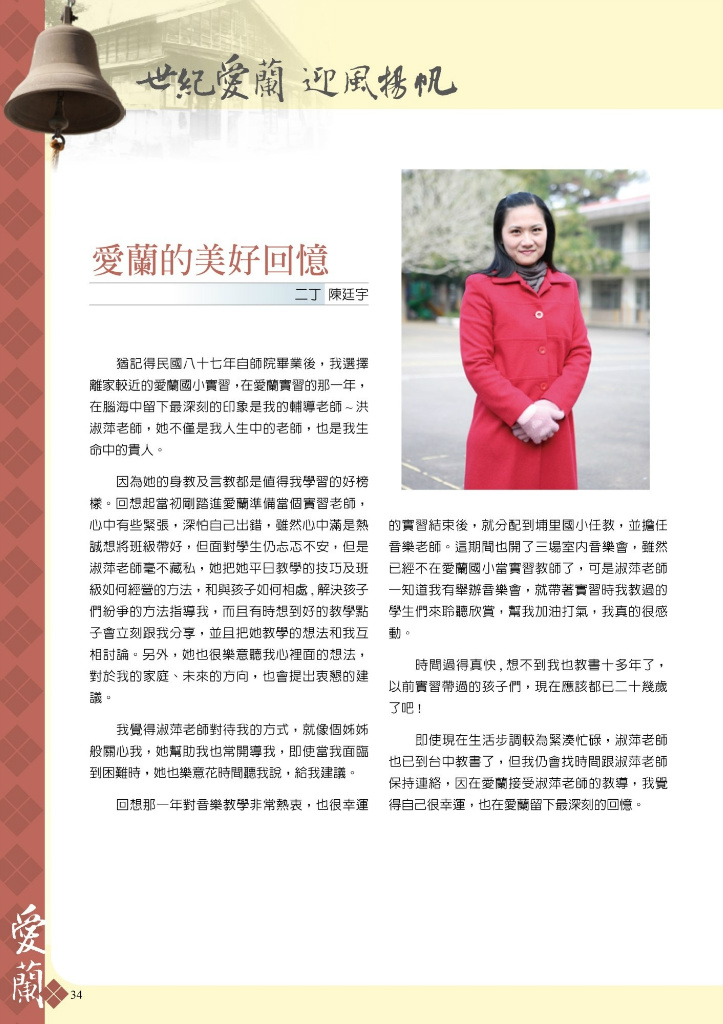 世紀愛蘭 迎風揚帆
愛蘭的美好回憶
二丁 陳廷宇
猶記得民國八十七年自師院畢業後，我選擇
離家較近的愛蘭國小實習，在愛蘭實習的那一年，
在腦海中留下最深刻的印象是我的輔導老師～洪
淑萍老師，她不僅是我人生中的老師，也是我生
命中的貴人。
因為她的身教及言教都是值得我學習的好榜
樣。回想起當初剛踏進愛蘭準備當個實習老師，
心中有些緊張，深怕自己出錯，雖然心中滿是熱
誠想將班級帶好，但面對學生仍忐忑不安，但是
淑萍老師毫不藏私，她把她平日教學的技巧及班
級如何經營的方法，和與孩子如何相處，解決孩子
們紛爭的方法指導我，而且有時想到好的教學點
子會立刻跟我分享，並且把她教學的想法和我互
相討論。另外，她也很樂意聽我心裡面的想法，
對於我的家庭、未來的方向，也會提出衷懇的建
議。
我覺得淑萍老師對待我的方式，就像個姊姊
般關心我，她幫助我也常開導我，即使當我面臨
到困難時，她也樂意花時間聽我說，給我建議。
回想那一年對音樂教學非常熱衷，也很幸運
的實習結束後，就分配到埔里國小任教，並擔任
音樂老師。這期間也開了三場室內音樂會，雖然
已經不在愛蘭國小當實習教師了，可是淑萍老師
一知道我有舉辦音樂會，就帶著實習時我教過的
學生們來聆聽欣賞，幫我加油打氣，我真的很感
動。
時間過得真快，想不到我也教書十多年了，
以前實習帶過的孩子們，現在應該都已二十幾歲
了吧！
即使現在生活步調較為緊湊忙碌，淑萍老師
也已到台中教書了，但我仍會找時間跟淑萍老師
保持連絡，因在愛蘭接受淑萍老師的教導，我覺
得自己很幸運，也在愛蘭留下最深刻的回憶。
愛蘭
34